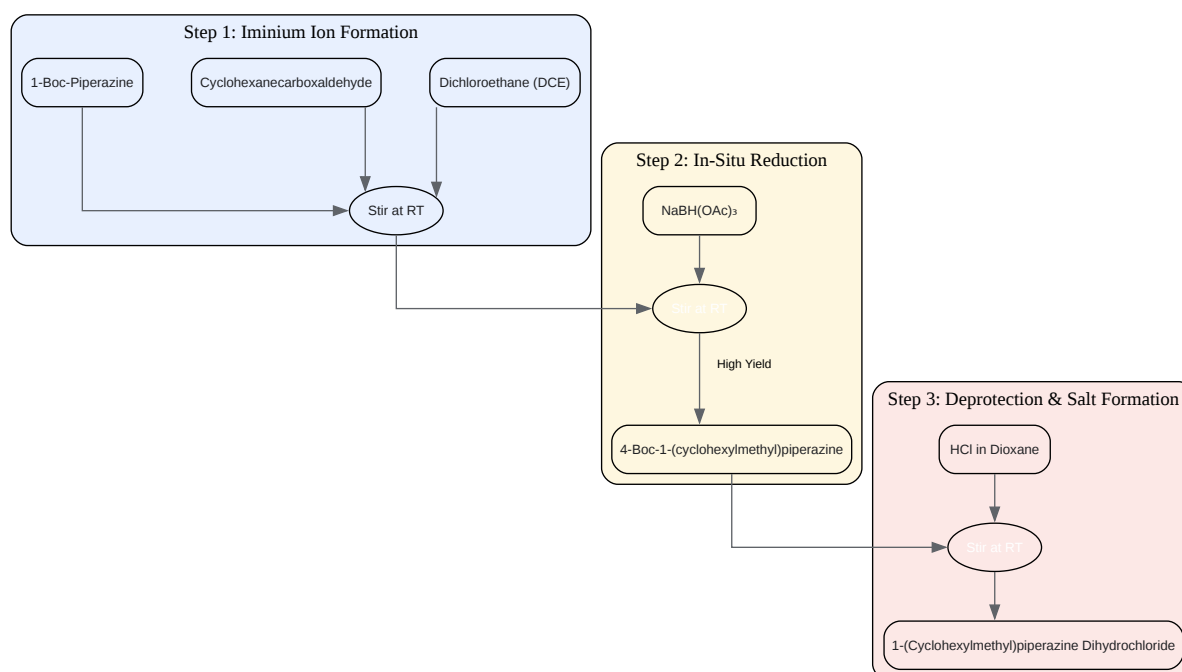 Step 1: Iminium Ion Formation
1-Boc-Piperazine
Cyclohexanecarboxaldehyde
Dichloroethane (DCE)
Stir at RT
Step 2: In-Situ Reduction
NaBH(OAc)₃
Stir at RT
High Yield
4-Boc-1-(cyclohexylmethyl)piperazine
Step 3: Deprotection & Salt Formation
HCl in Dioxane
Stir at RT
1-(Cyclohexylmethyl)piperazine Dihydrochloride